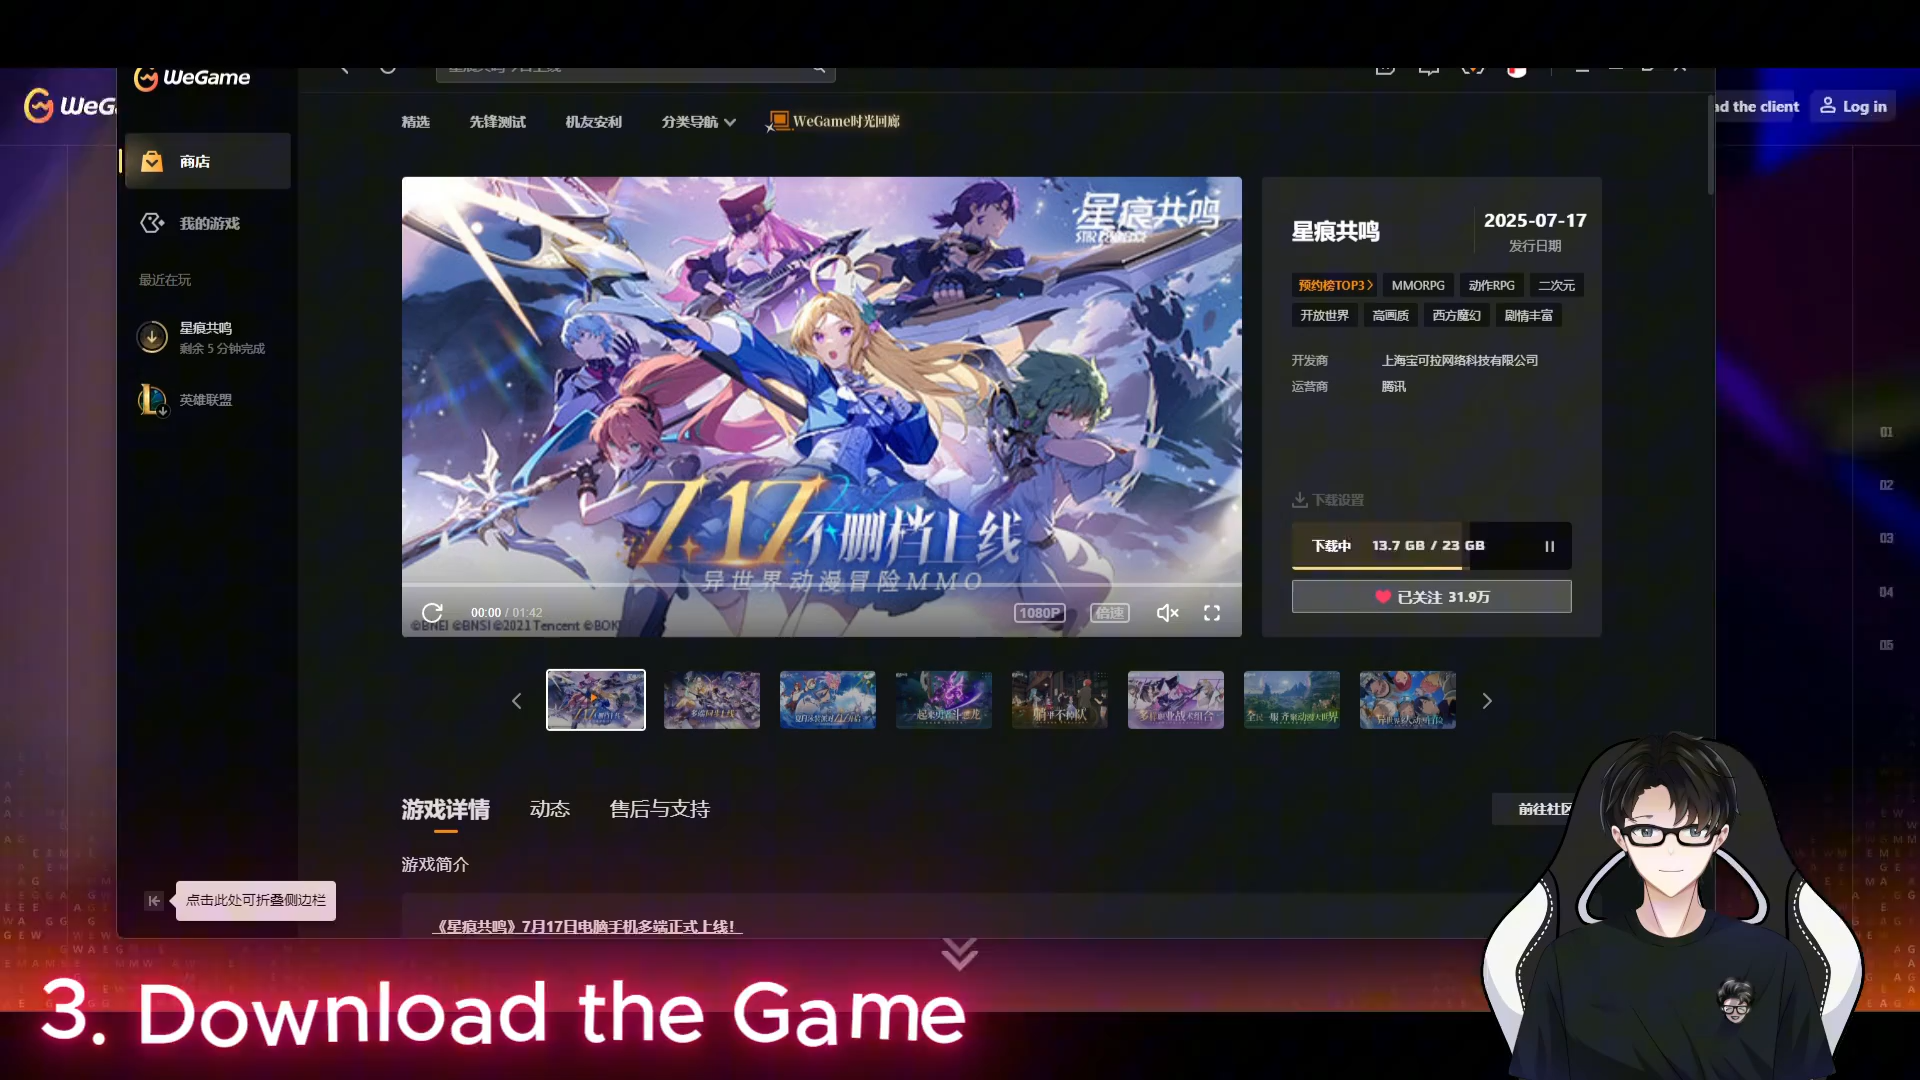 WeGame
WeG
ad the client
Log in
精选
先锋测试
机友安利
分类导航
WeGame时光回廊
商店
我的游戏
最近在玩
星痕共鸣
剩余 5 分钟完成
英雄联盟
星痕共鸣
7.17不删档上线
异世界动漫冒险MMO
00:00 / 01:42
1080P
倍速
星痕共鸣
2025-07-17
发行日期
预约榜TOP3
MMORPG
动作RPG
二次元
开放世界
高画质
西方魔幻
剧情丰富
开发商
上海宝可拉网络科技有限公司
运营商
腾讯
下载设置
下载中
13.7 GB / 23 GB
已关注 31.9万
01
02
03
04
05
游戏详情
动态
售后与支持
前往社区
游戏简介
《星痕共鸣》7月17日电脑手机多端正式上线！
点击此处可折叠侧边栏
3. Download the Game